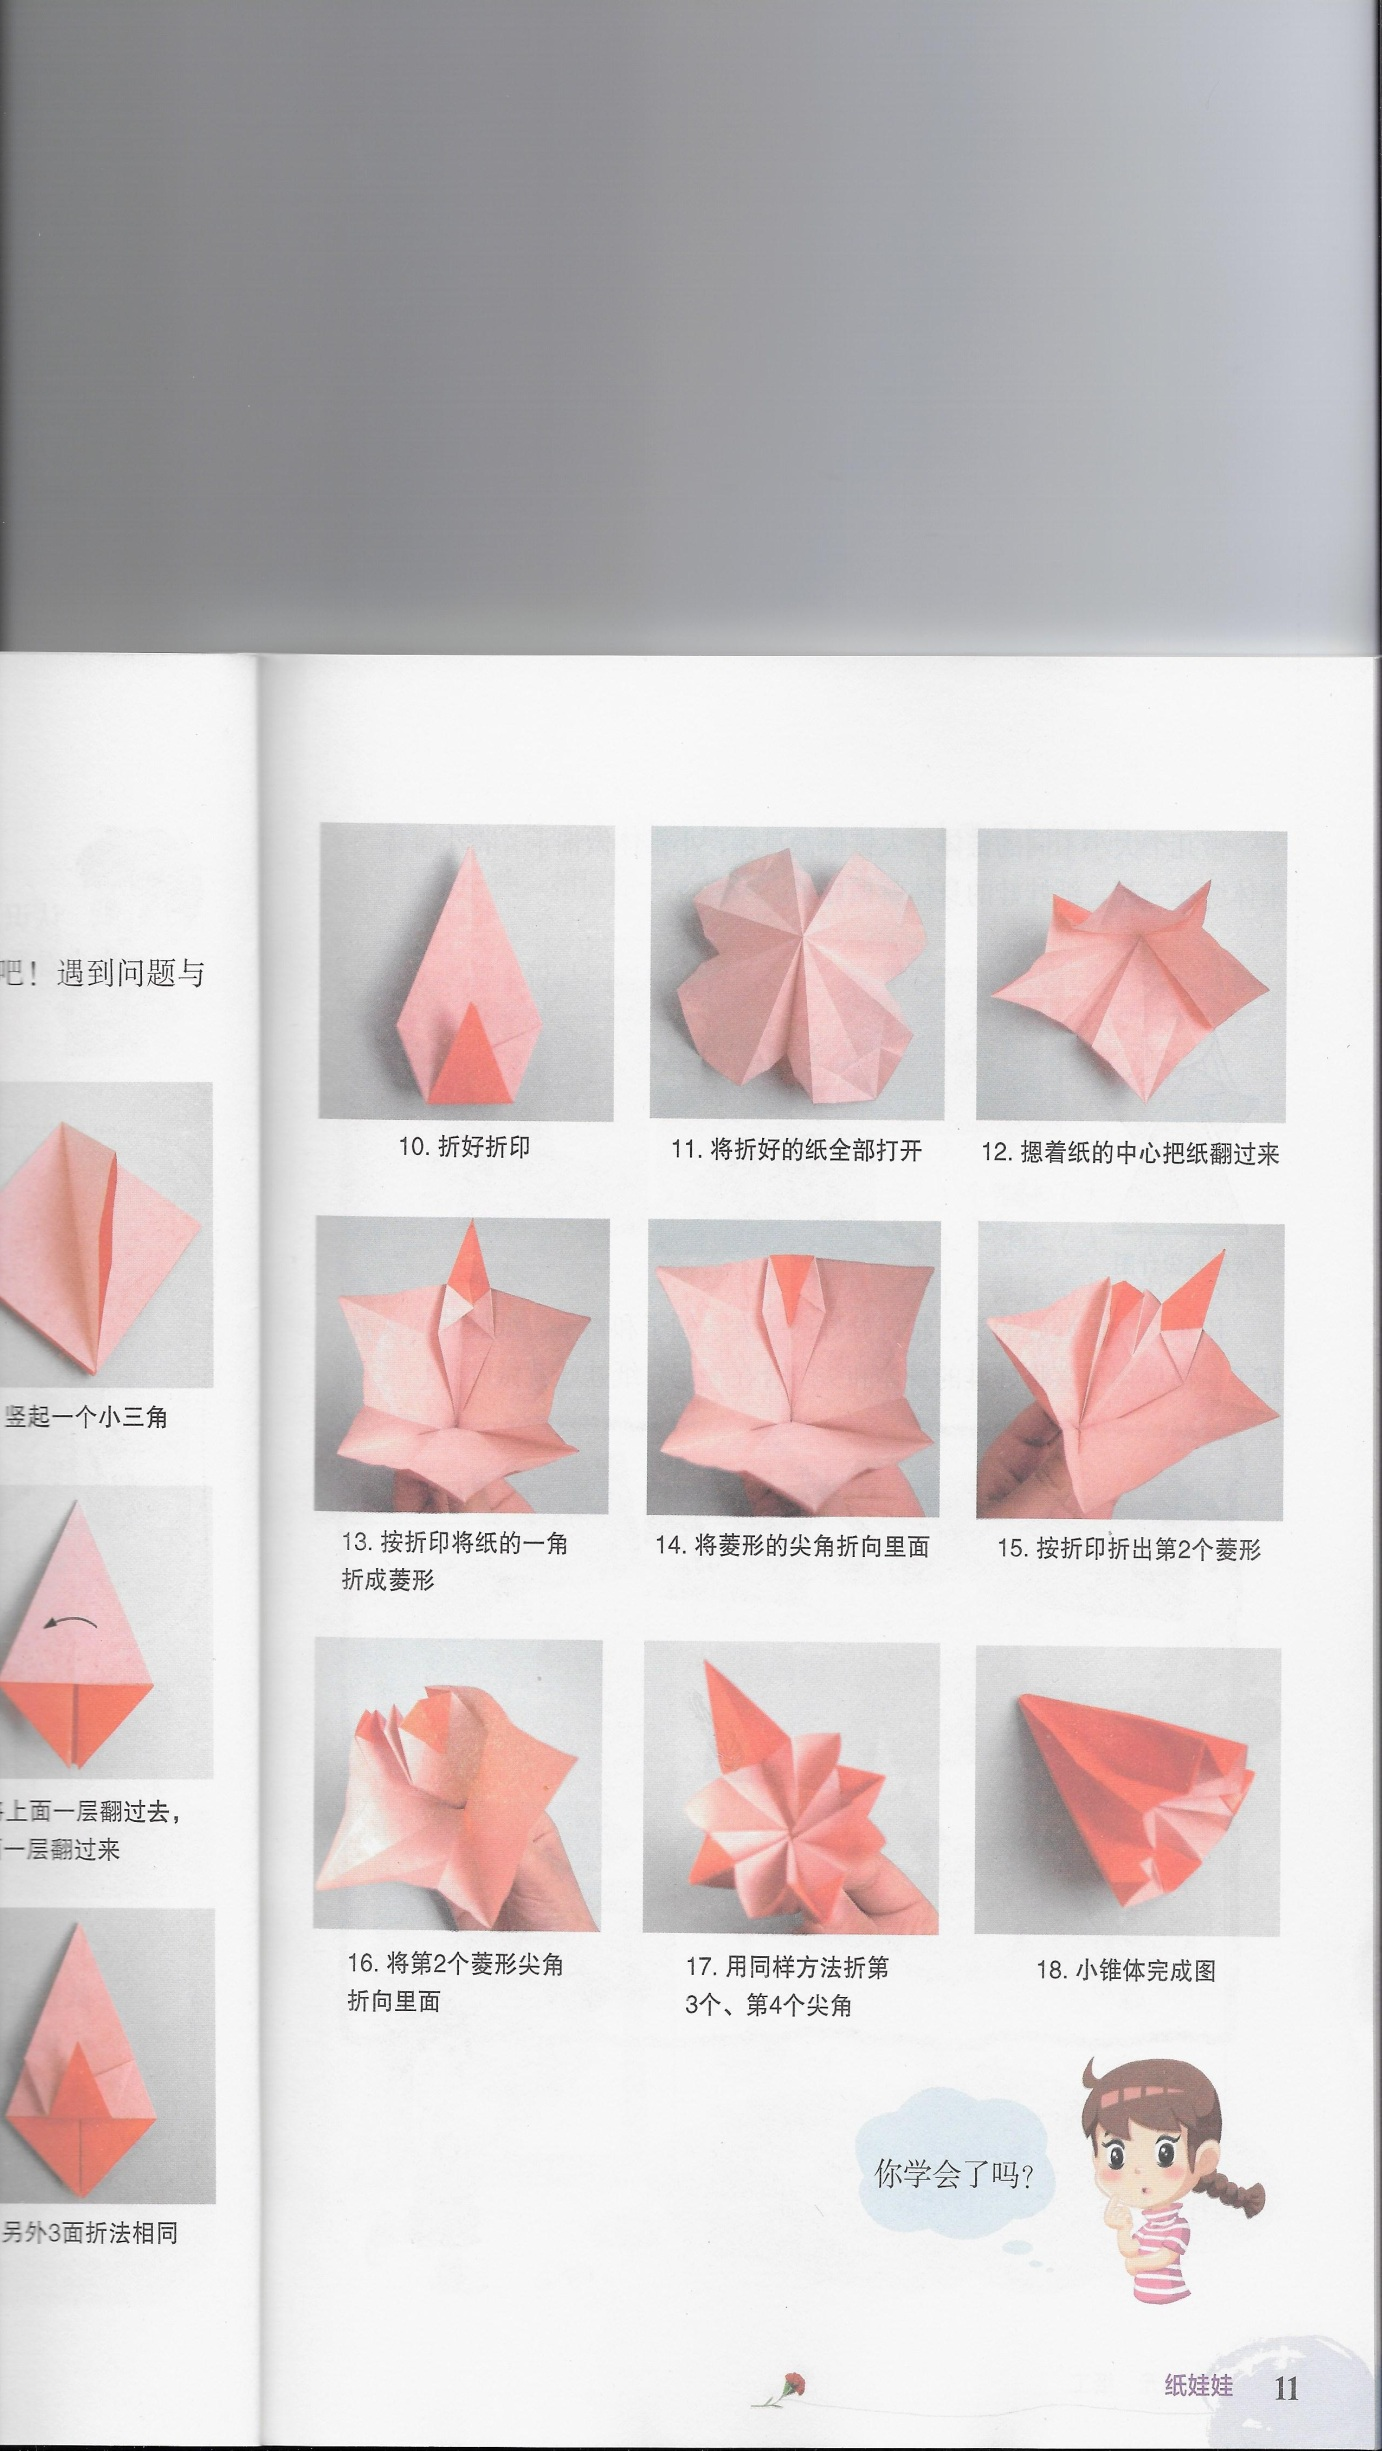 吧！遇到问题与
竖起一个小三角
上面一层翻过去，
一层翻过来
另外3面折法相同
10. 折好折印
11. 将折好的纸全部打开
12. 摁着纸的中心把纸翻过来
13. 按折印将纸的一角
折成菱形
14. 将菱形的尖角折向里面
15. 按折印折出第2个菱形
16. 将第2个菱形尖角
折向里面
17. 用同样方法折第
3个、第4个尖角
18. 小锥体完成图
你学会了吗？
纸娃娃 11